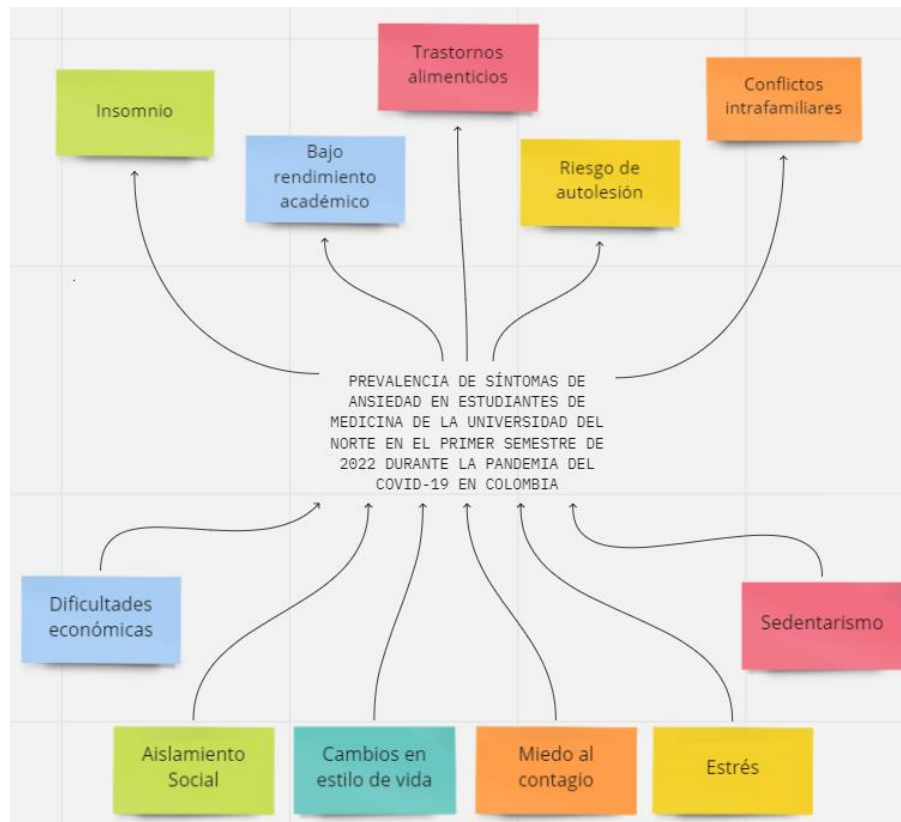 Trastornos
alimenticios
Insomnio
Conflictos
intrafamiliares
Bajo
rendimiento
académico
Riesgo de
autolesión
PREVALENCIA DE SÍNTOMAS DE
ANSIEDAD EN ESTUDIANTES DE
MEDICINA DE LA UNIVERSIDAD DEL
NORTE EN EL PRIMER SEMESTRE DE
2022 DURANTE LA PANDEMIA DEL
COVID-19 EN COLOMBIA
Dificultades
económicas
Sedentarismo
Aislamiento
Social
Cambios en
estilo de vida
Miedo al
contagio
Estrés